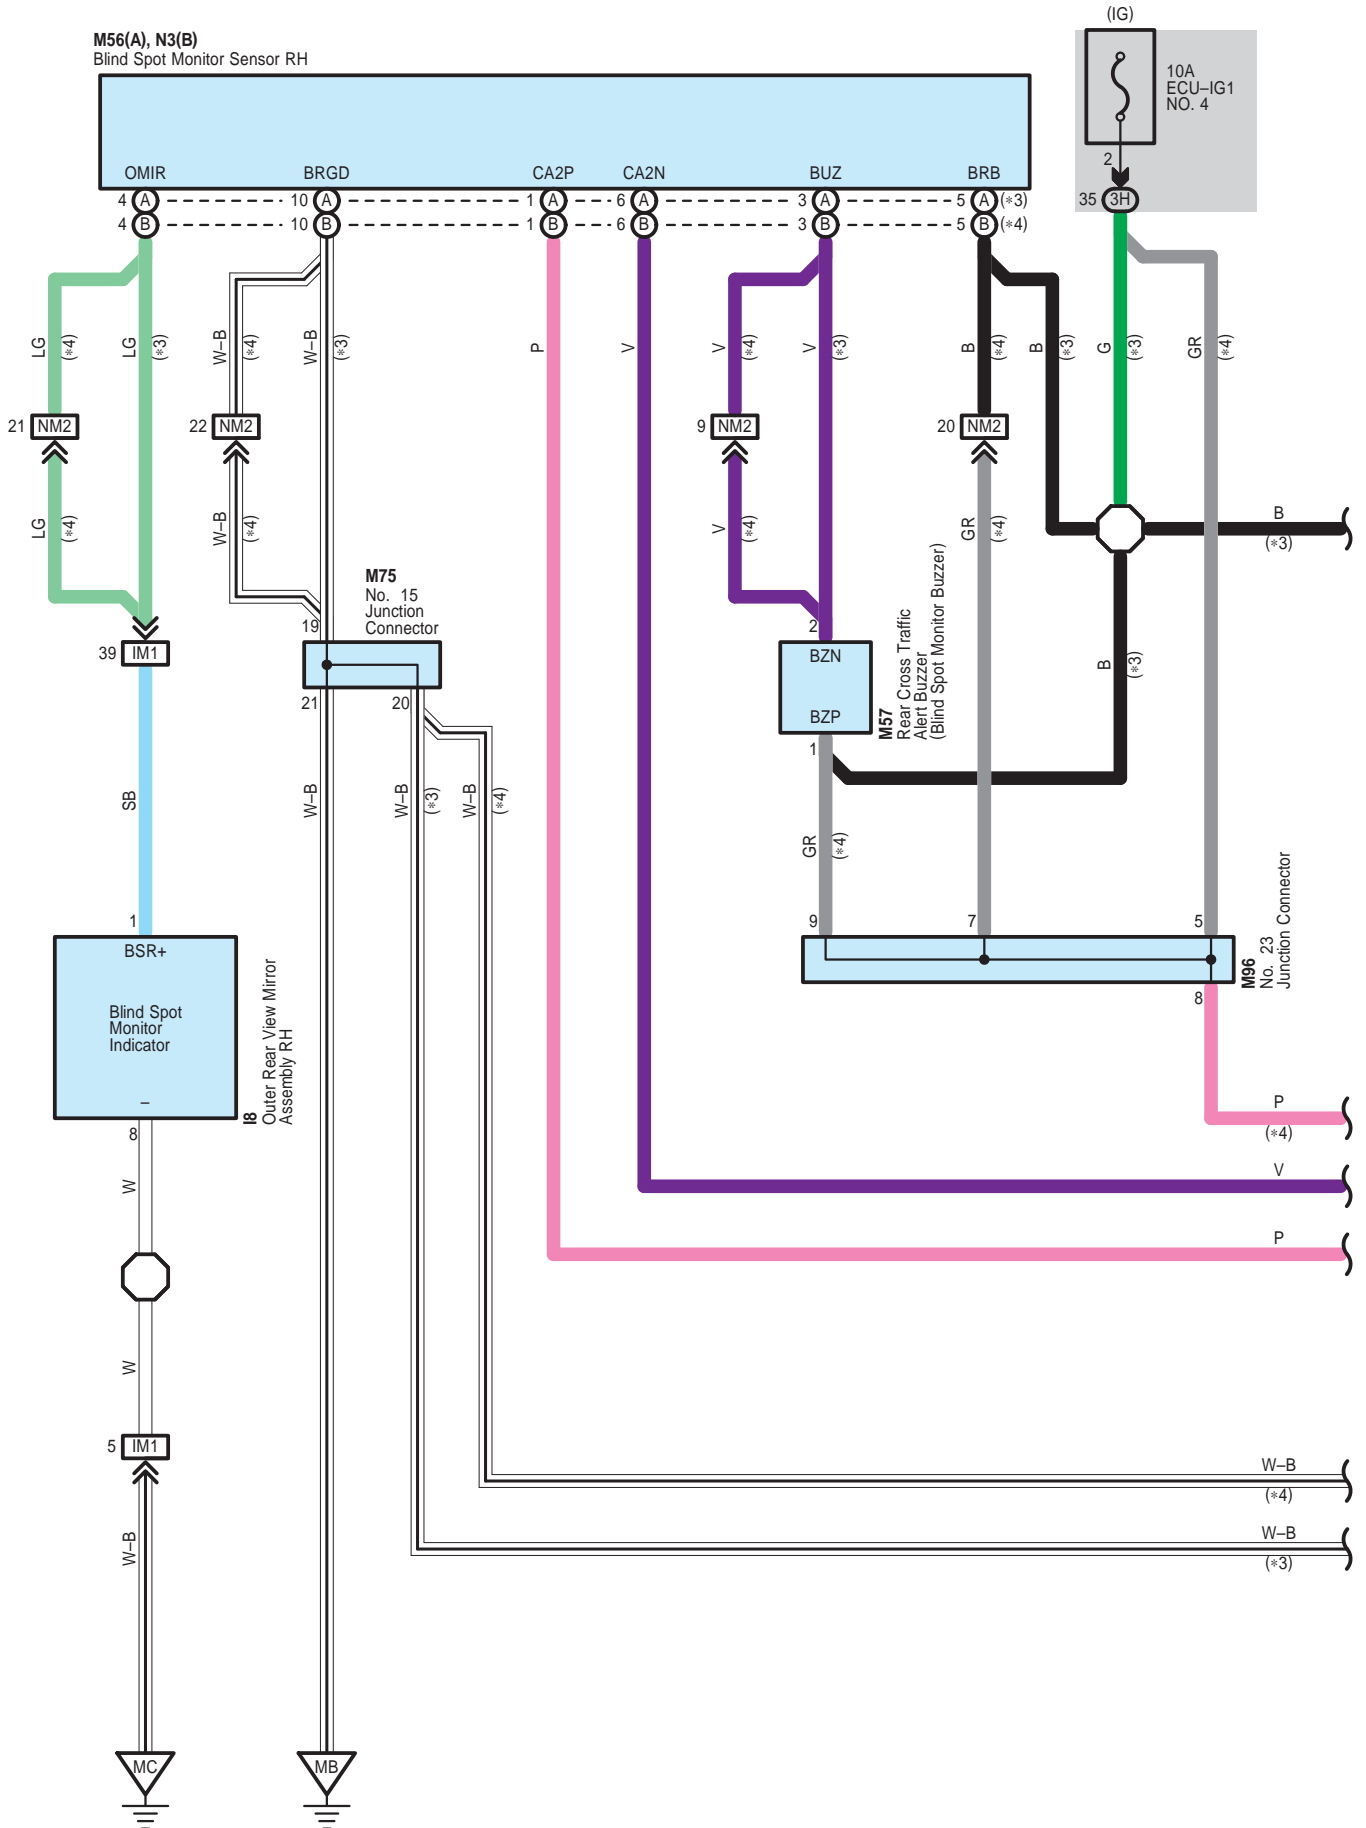 (IG)
M56(A), N3(B)
Blind Spot Monitor Sensor RH
10A
ECU–IG1
NO. 4
2
35 3H
OMIR BRGD CA2P CA2N BUZ BRB
4 A 10 A 1 A 6 A 3 A 5 A (∗3)
4 B 10 B 1 B 6 B 3 B 5 B (∗4)
LG (∗4) LG (∗3) W–B (∗4) W–B (∗3) P V V (∗4) V (∗3) B (∗4) B (∗3) G (∗3) GR (∗4)
21 NM2 22 NM2 9 NM2 20 NM2
LG (∗4) W–B (∗4) V (∗4) GR (∗4)
B
(∗3)
M75
No. 15
Junction
Connector
19
21 20
39 IM1
2
BZN
BZP
1
M57
Rear Cross Traffic
Alert Buzzer
(Blind Spot Monitor Buzzer)
B (∗3)
SB W–B W–B (∗3) W–B (∗4) GR (∗4)
9 7 5
8
M96
No. 23
Junction Connector
1
BSR+
Blind Spot
Monitor
Indicator
–
8
I8
Outer Rear View Mirror
Assembly RH
P
(∗4)
V
P
W
W
5 IM1
W–B
(∗4)
W–B
(∗3)
W–B
MC MB